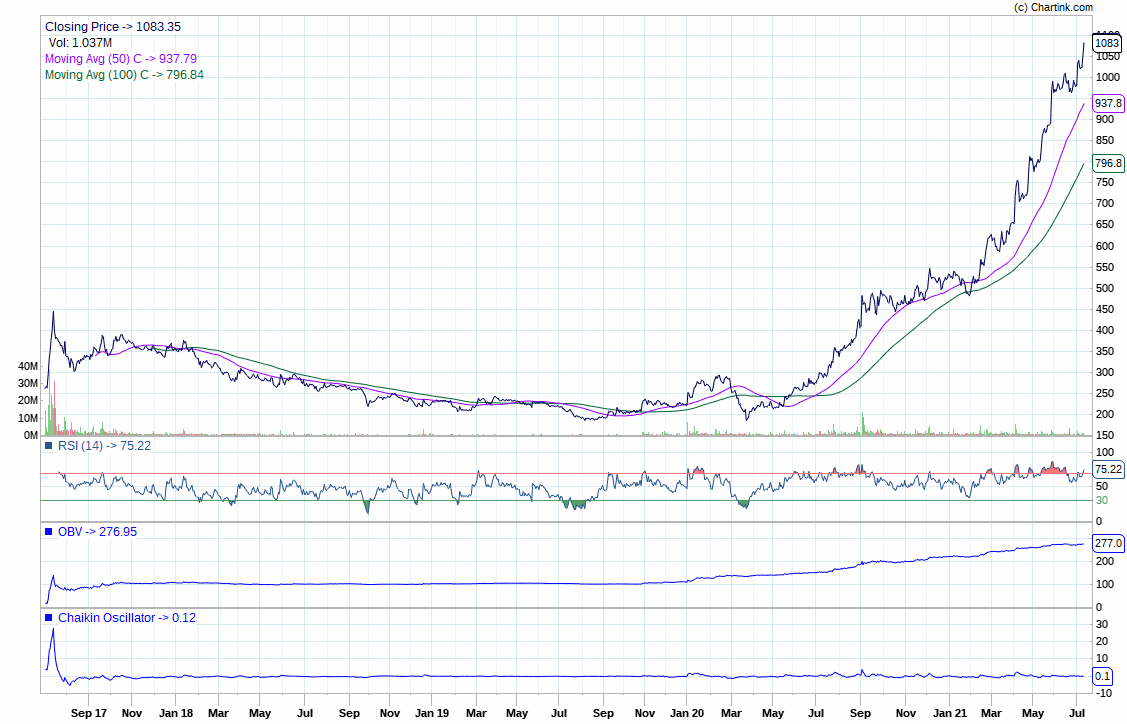 (c) Chartink.com
Closing Price -> 1083.35
Vol: 1.037M
Moving Avg (50) C -> 937.79
Moving Avg (100) C -> 796.84
1100
1083
1050
1000
937.8
900
850
796.8
750
700
650
600
550
500
450
400
350
300
250
200
150
40M
30M
20M
10M
0M
RSI (14) -> 75.22
100
75.22
50
30
0
OBV -> 276.95
277.0
200
100
0
Chaikin Oscillator -> 0.12
30
20
10
0.1
-10
Sep 17 Nov Jan 18 Mar May Jul Sep Nov Jan 19 Mar May Jul Sep Nov Jan 20 Mar May Jul Sep Nov Jan 21 Mar May Jul